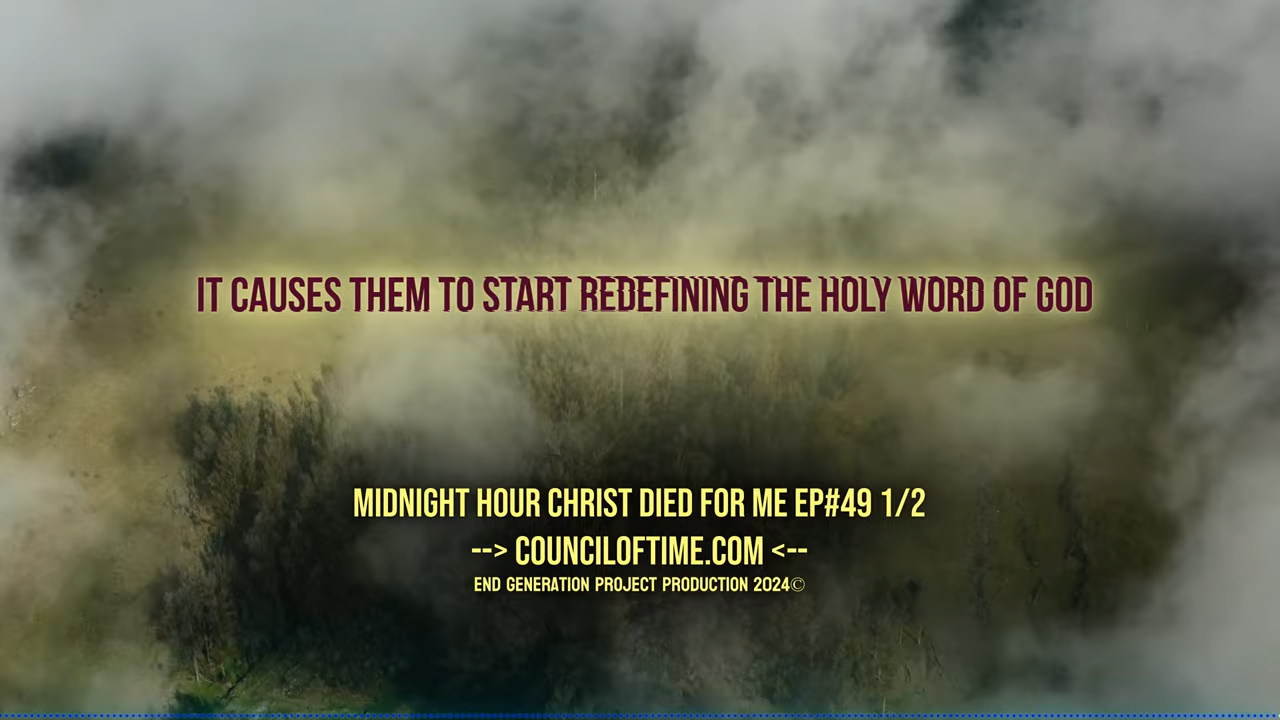 IT CAUSES THEM TO START REDEFINING THE HOLY WORD OF GOD
MIDNIGHT HOUR CHRIST DIED FOR ME EP#49 1/2
--> COUNCILOFTIME.COM <--
END GENERATION PROJECT PRODUCTION 2024©